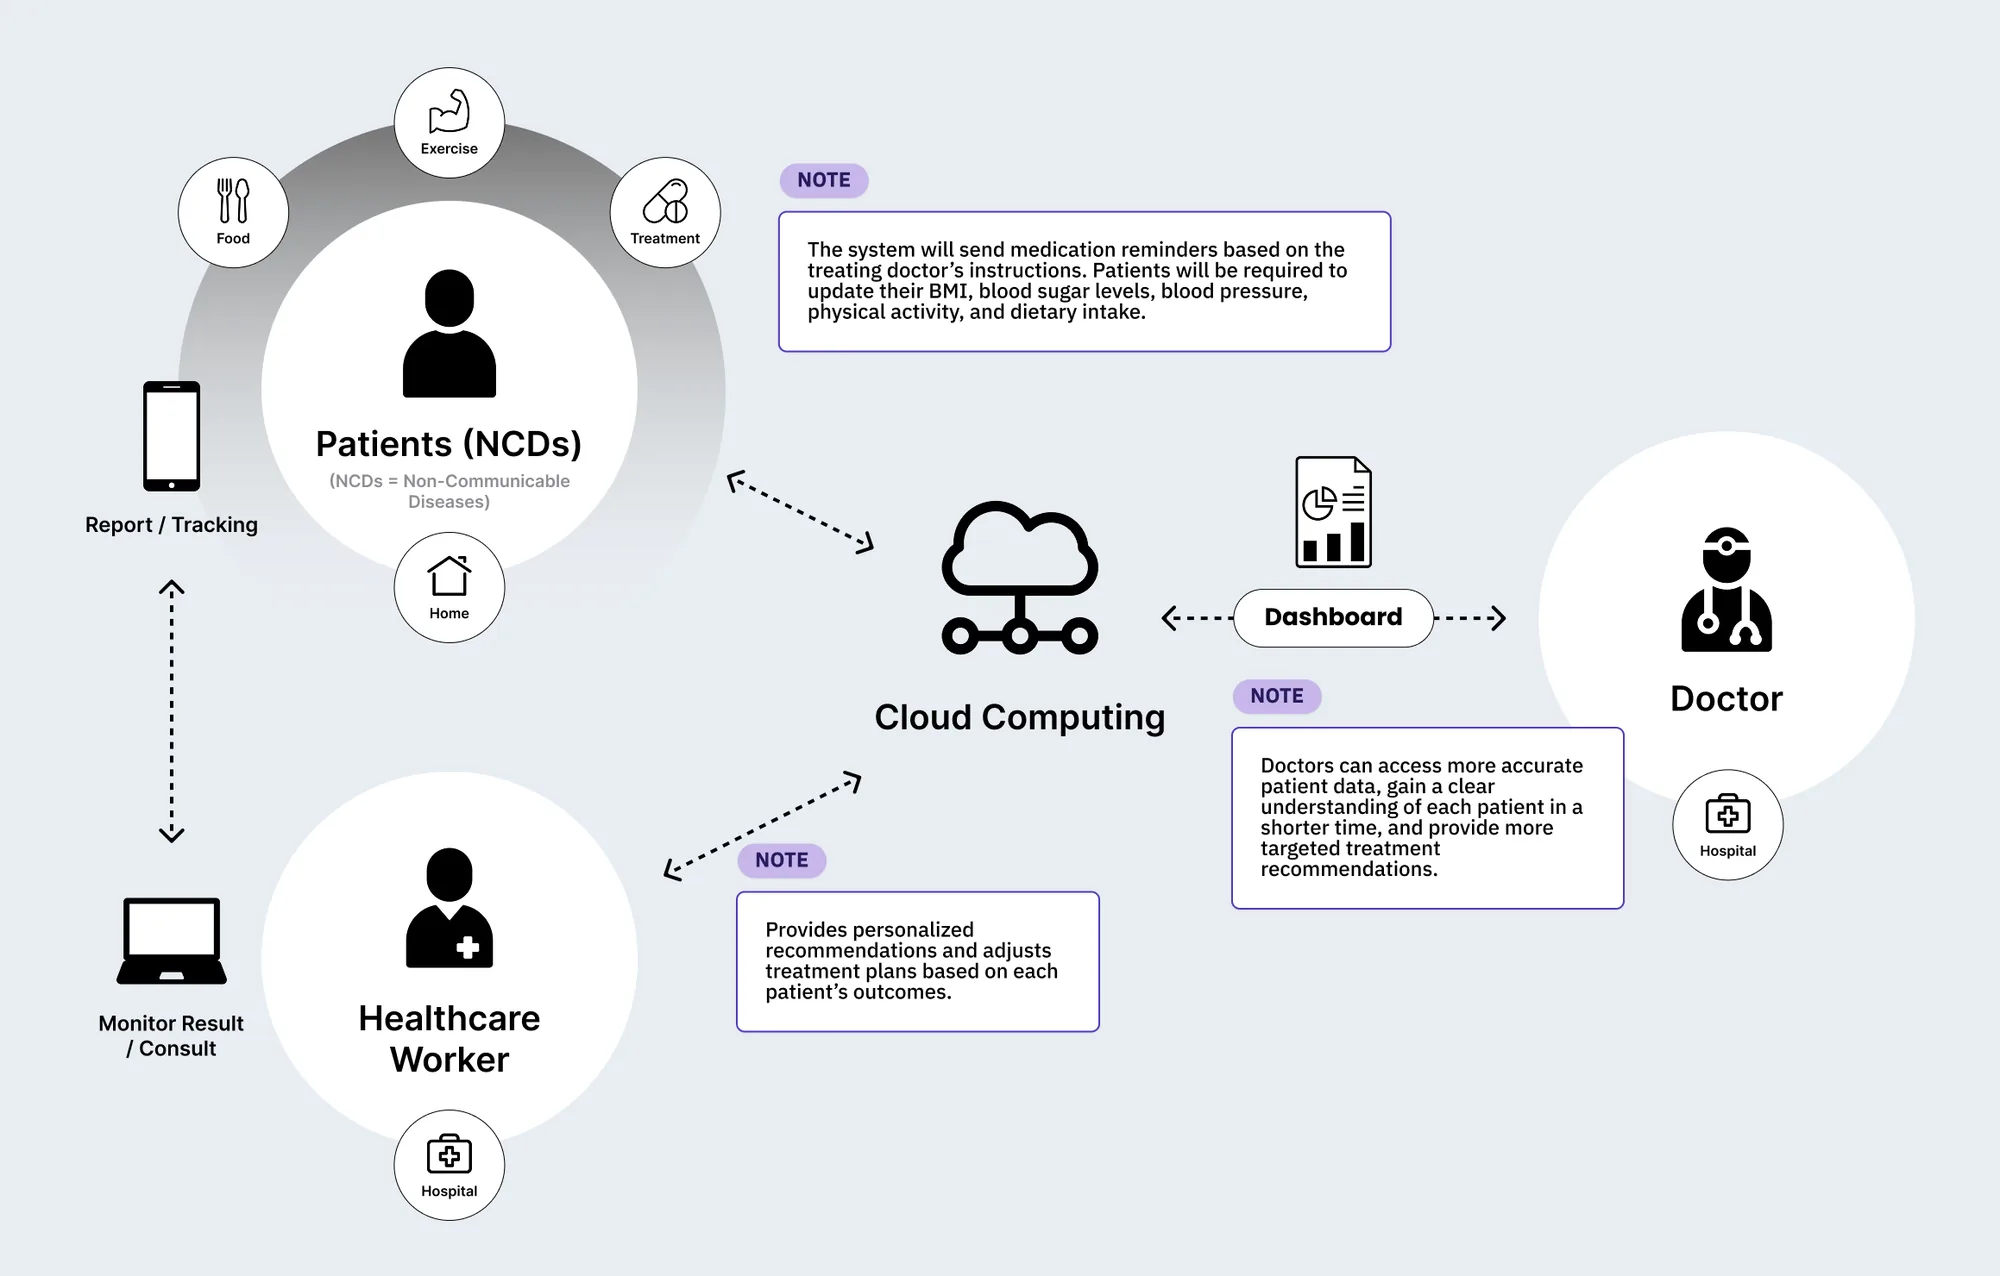 Exercise
Food
Treatment
Patients (NCDs)
(NCDs = Non-Communicable
Diseases)
Home
Report / Tracking
NOTE
The system will send medication reminders based on the
treating doctor’s instructions. Patients will be required to
update their BMI, blood sugar levels, blood pressure,
physical activity, and dietary intake.
Cloud Computing
Dashboard
NOTE
Doctors can access more accurate
patient data, gain a clear
understanding of each patient in a
shorter time, and provide more
targeted treatment
recommendations.
Doctor
Hospital
Monitor Result
/ Consult
Healthcare
Worker
Hospital
NOTE
Provides personalized
recommendations and adjusts
treatment plans based on each
patient’s outcomes.